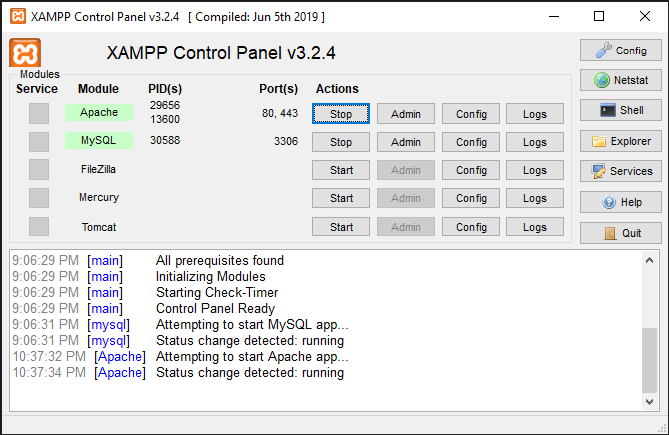 XAMPP Control Panel v3.2.4 [ Compiled: Jun 5th 2019 ]
XAMPP Control Panel v3.2.4
Config
Modules
Service Module PID(s) Port(s) Actions
Netstat
Apache 29656 13600 80, 443 Stop Admin Config Logs
Shell
MySQL 30588 3306 Stop Admin Config Logs
Explorer
FileZilla Start Admin Config Logs
Services
Mercury Start Admin Config Logs
Help
Tomcat Start Admin Config Logs
Quit
9:06:29 PM [main] All prerequisites found
9:06:29 PM [main] Initializing Modules
9:06:29 PM [main] Starting Check-Timer
9:06:29 PM [main] Control Panel Ready
9:06:31 PM [mysql] Attempting to start MySQL app...
9:06:31 PM [mysql] Status change detected: running
10:37:32 PM [Apache] Attempting to start Apache app...
10:37:34 PM [Apache] Status change detected: running